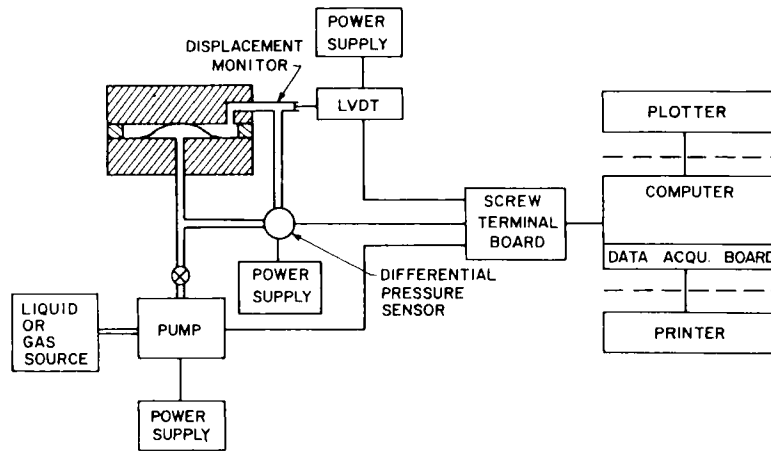 POWER
SUPPLY
DISPLACEMENT
MONITOR
LVDT
PLOTTER
COMPUTER
SCREW
TERMINAL
BOARD
DATA ACQU. BOARD
POWER
SUPPLY
DIFFERENTIAL
PRESSURE
SENSOR
LIQUID
OR
GAS
SOURCE
PUMP
PRINTER
POWER
SUPPLY